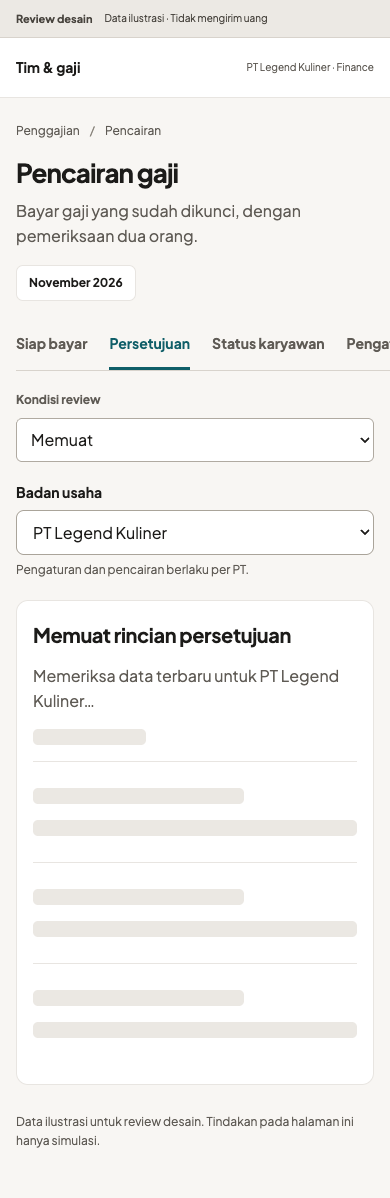 Review desain Data ilustrasi · Tidak mengirim uang
Tim & gaji PT Legend Kuliner · Finance
Penggajian / Pencairan
Pencairan gaji
Bayar gaji yang sudah dikunci, dengan
pemeriksaan dua orang.
November 2026
Siap bayar Persetujuan Status karyawan
Kondisi review
Memuat
Badan usaha
PT Legend Kuliner
Pengaturan dan pencairan berlaku per PT.
Memuat rincian persetujuan
Memeriksa data terbaru untuk PT Legend
Kuliner…
Data ilustrasi untuk review desain. Tindakan pada halaman ini
hanya simulasi.